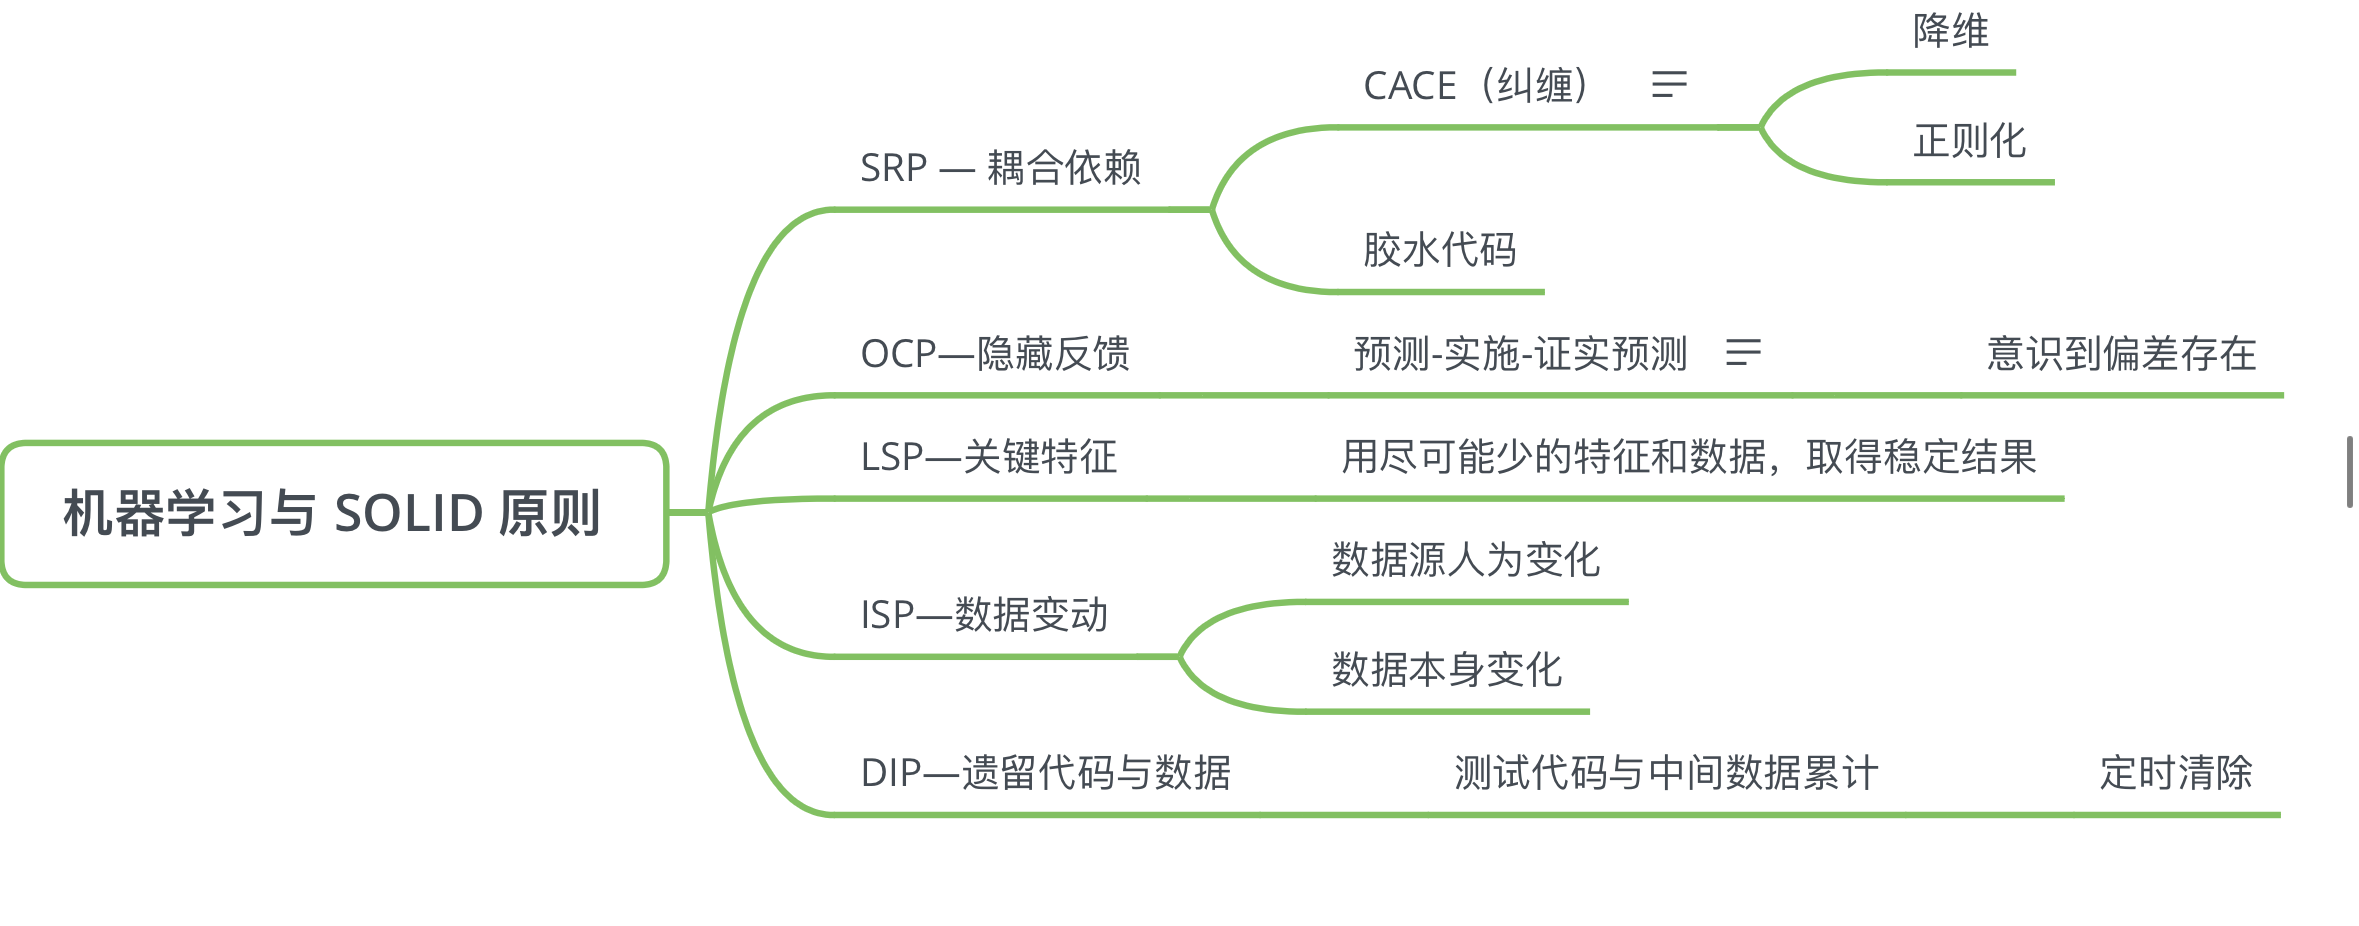 机器学习与 SOLID 原则
SRP — 耦合依赖
CACE（纠缠）
降维
正则化
胶水代码
OCP—隐藏反馈
预测-实施-证实预测
意识到偏差存在
LSP—关键特征
用尽可能少的特征和数据，取得稳定结果
ISP—数据变动
数据源人为变化
数据本身变化
DIP—遗留代码与数据
测试代码与中间数据累计
定时清除